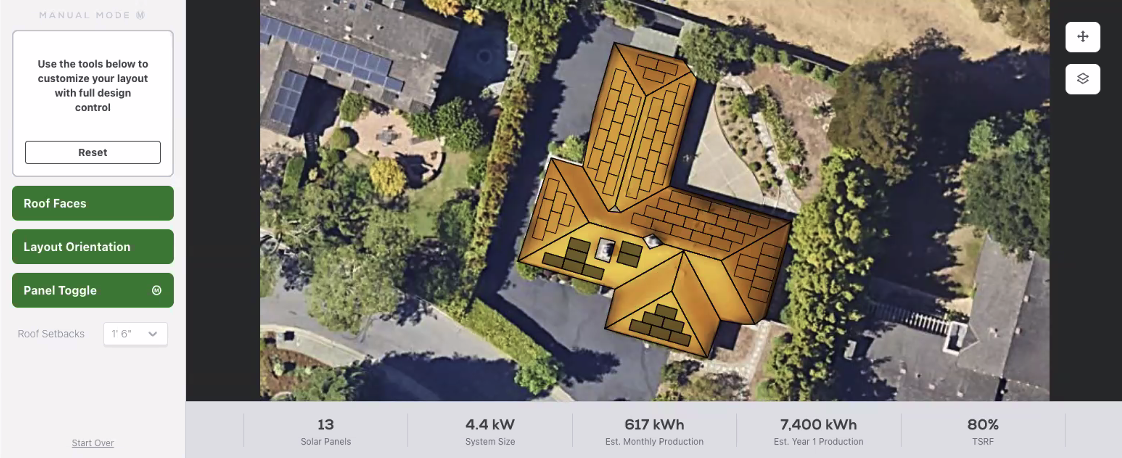 MANUAL MODE M
Use the tools below to
customize your layout
with full design
control
Reset
Roof Faces
Layout Orientation
Panel Toggle M
Roof Setbacks 1' 6"
Start Over
13
Solar Panels
4.4 kW
System Size
617 kWh
Est. Monthly Production
7,400 kWh
Est. Year 1 Production
80%
TSRF